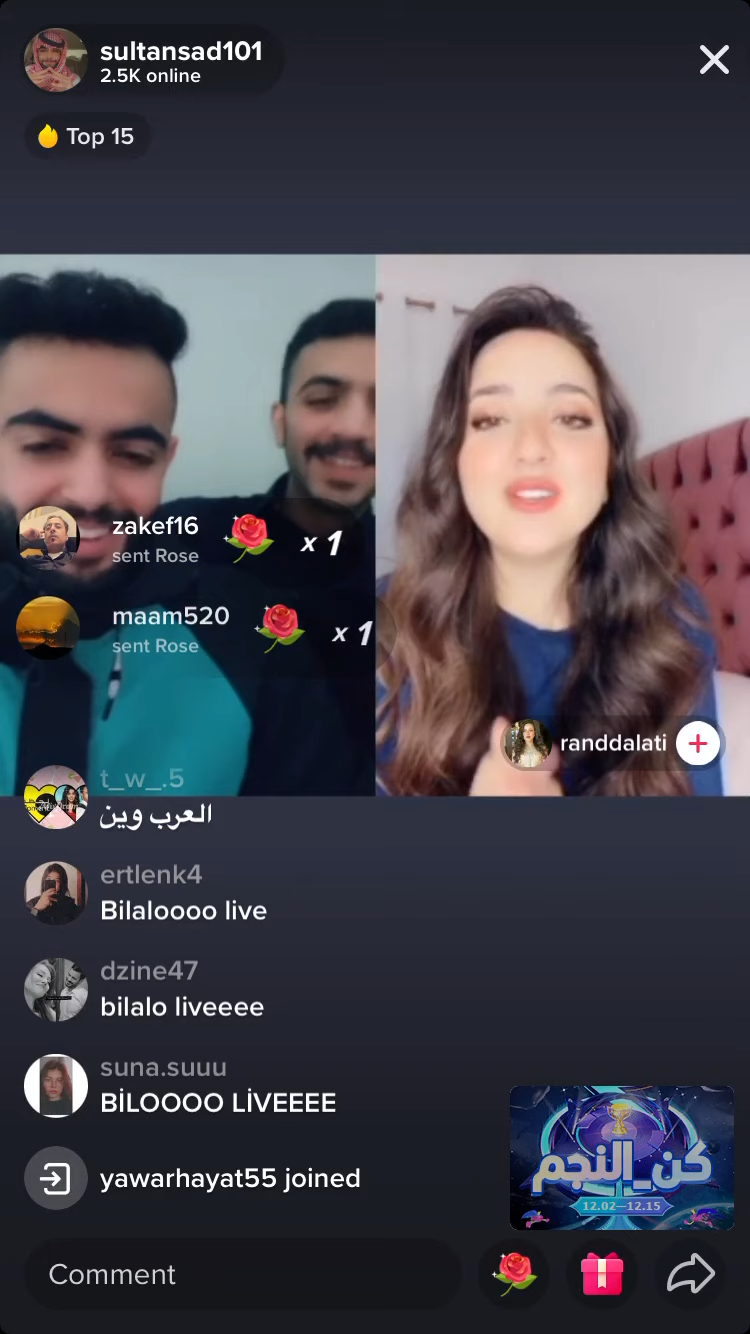 sultansad101
2.5K online
Top 15
zakef16
sent Rose
x 1
maam520
sent Rose
x 1
randdalati
t_w_.5
العرب وين
ertlenk4
Bilaloooo live
dzine47
bilalo liveeee
suna.suuu
BİLOOOO LİVEEEE
yawarhayat55 joined
كن_النجم
12.02—12.15
Comment